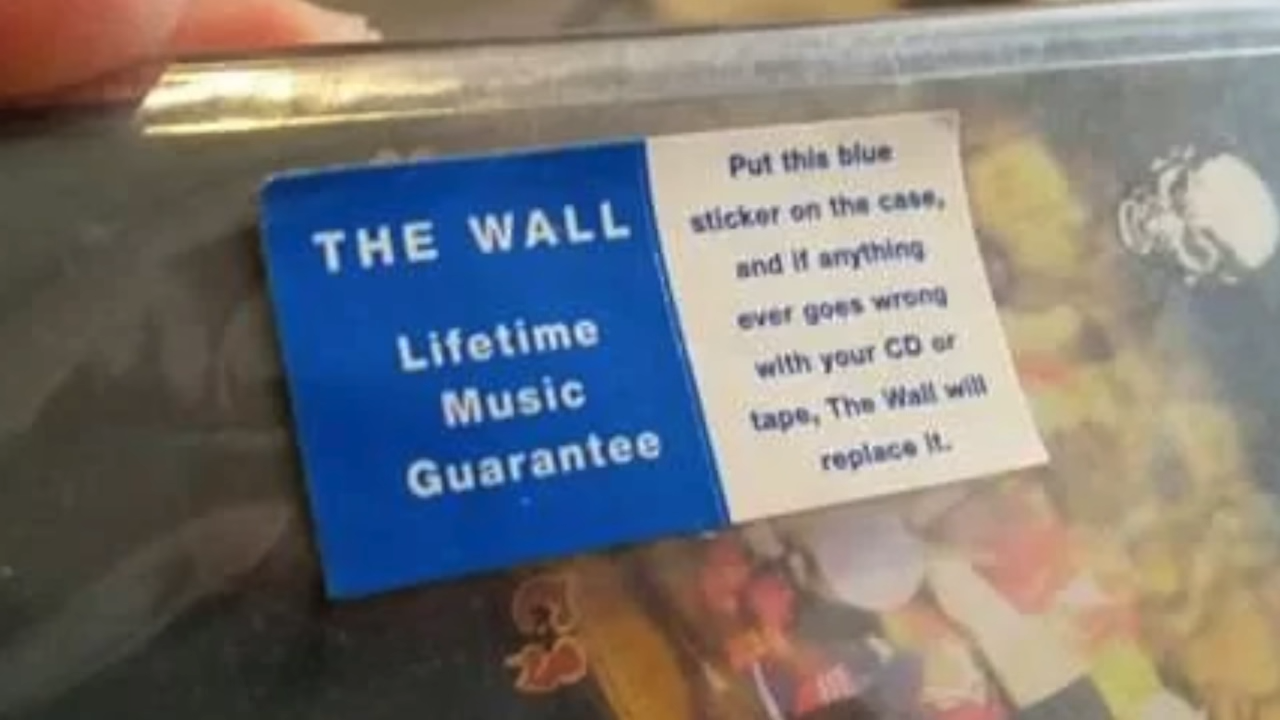 THE WALL
Lifetime
Music
Guarantee
Put this blue
sticker on the case,
and if anything
ever goes wrong
with your CD or
tape, The Wall will
replace it.